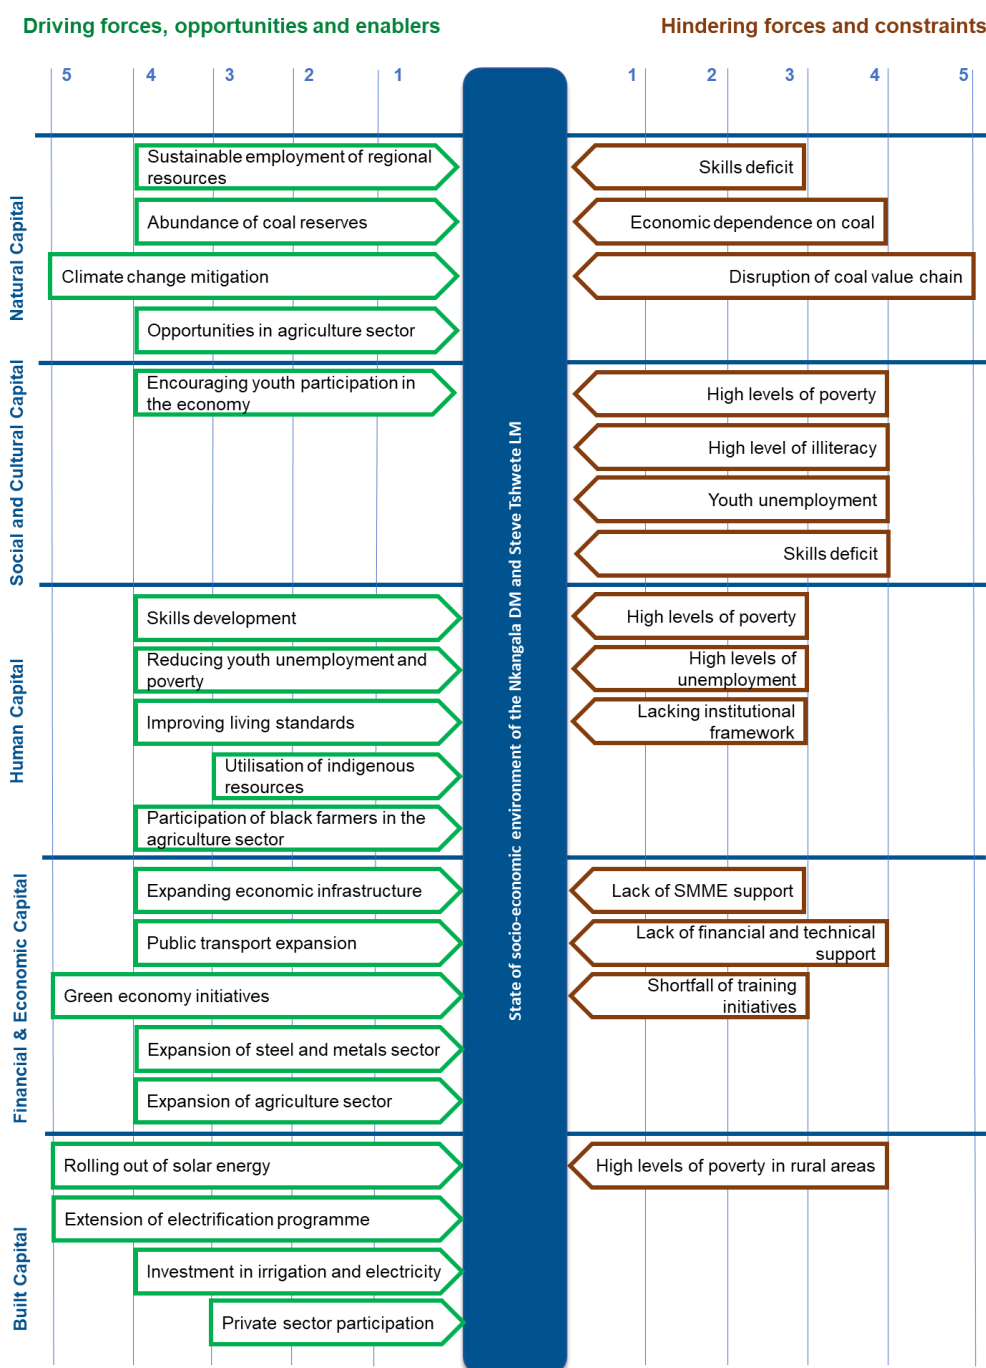 Driving forces, opportunities and enablers
Hindering forces and constraints
5 4 3 2 1
1 2 3 4 5
State of socio-economic environment of the Nkangala DM and Steve Tshwete LM
Natural Capital
Sustainable employment of regional
resources
Abundance of coal reserves
Climate change mitigation
Opportunities in agriculture sector
Skills deficit
Economic dependence on coal
Disruption of coal value chain
Social and Cultural Capital
Encouraging youth participation in
the economy
High levels of poverty
High level of illiteracy
Youth unemployment
Skills deficit
Human Capital
Skills development
Reducing youth unemployment and
poverty
Improving living standards
Utilisation of indigenous
resources
Participation of black farmers in the
agriculture sector
High levels of poverty
High levels of
unemployment
Lacking institutional
framework
Financial & Economic Capital
Expanding economic infrastructure
Public transport expansion
Green economy initiatives
Expansion of steel and metals sector
Expansion of agriculture sector
Lack of SMME support
Lack of financial and technical
support
Shortfall of training
initiatives
Built Capital
Rolling out of solar energy
Extension of electrification programme
Investment in irrigation and electricity
Private sector participation
High levels of poverty in rural areas